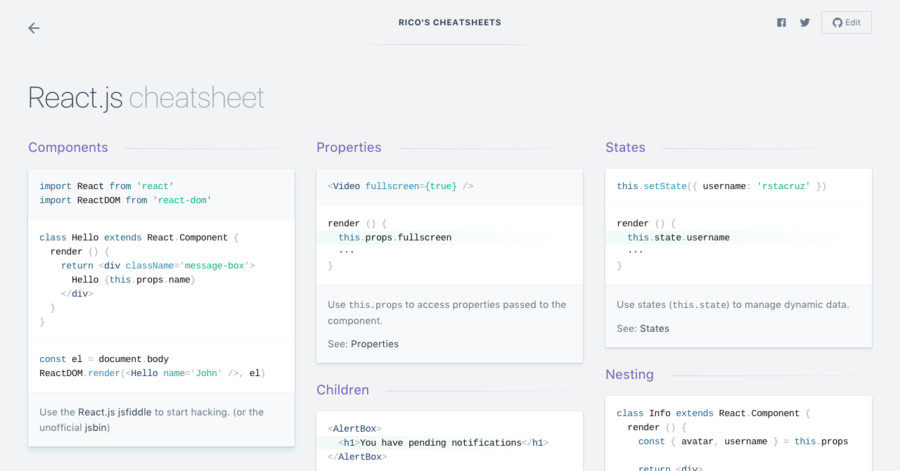 RICO'S CHEATSHEETS
Edit
React.js cheatsheet
Components
import React from 'react'
import ReactDOM from 'react-dom'
class Hello extends React.Component {
render () {
return <div className='message-box'>
Hello {this.props.name}
</div>
}
}
const el = document.body
ReactDOM.render(<Hello name='John' />, el)
Use the React.js jsfiddle to start hacking. (or the
unofficial jsbin)
Properties
<Video fullscreen={true} />
render () {
this.props.fullscreen
...
}
Use this.props to access properties passed to the
component.
See: Properties
Children
<AlertBox>
<h1>You have pending notifications</h1>
</AlertBox>
States
this.setState({ username: 'rstacruz' })
render () {
this.state.username
...
}
Use states (this.state) to manage dynamic data.
See: States
Nesting
class Info extends React.Component {
render () {
const { avatar, username } = this.props
return <div>